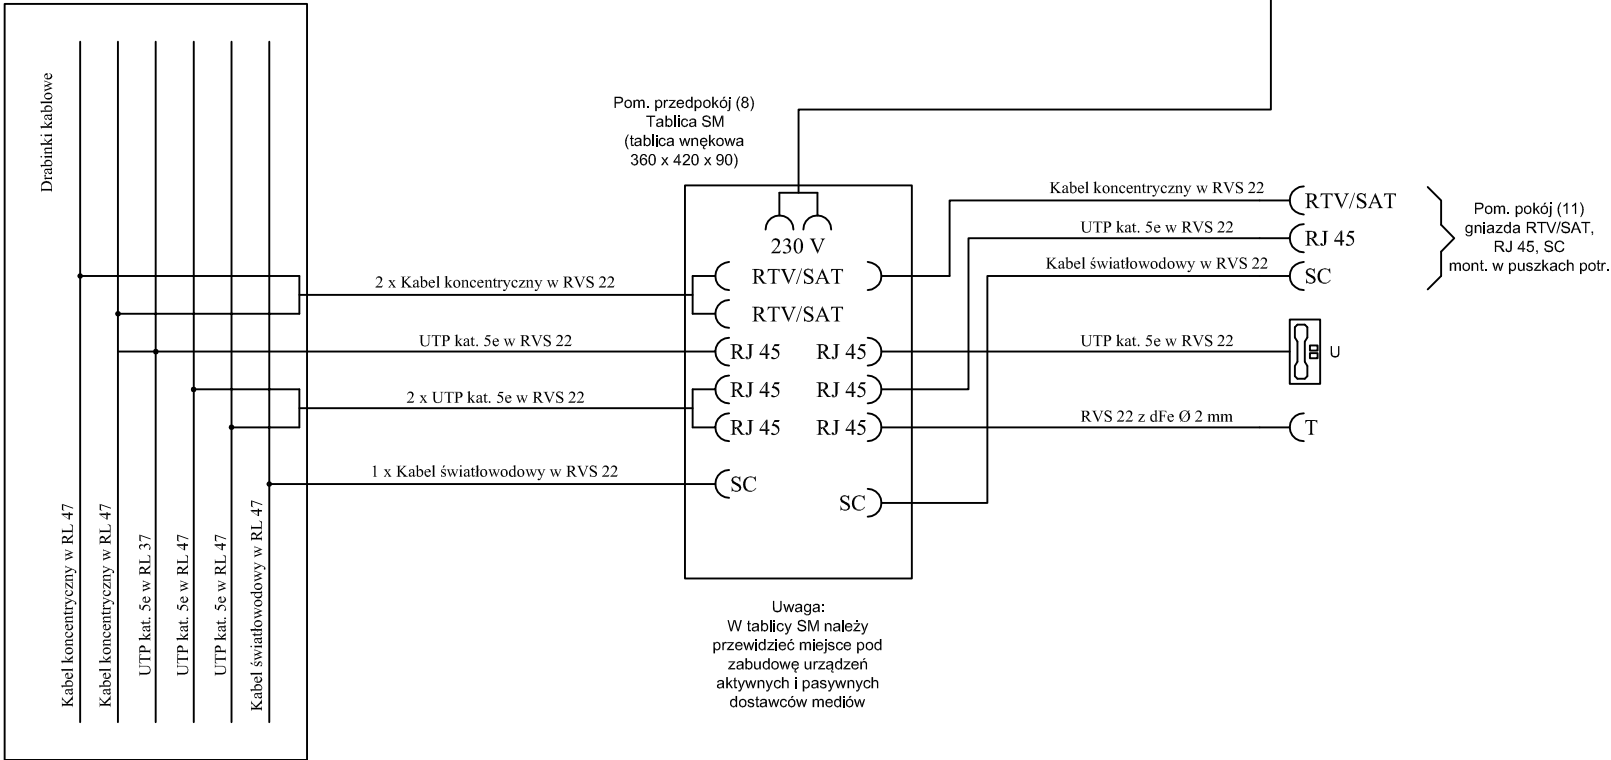 Drabinki kablowe
Kabel koncentryczny w RL 47
Kabel koncentryczny w RL 47
UTP kat. 5e w RL 37
UTP kat. 5e w RL 47
UTP kat. 5e w RL 47
Kabel światłowodowy w RL 47
2 x Kabel koncentryczny w RVS 22
UTP kat. 5e w RVS 22
2 x UTP kat. 5e w RVS 22
1 x Kabel światłowodowy w RVS 22
Pom. przedpokój (8)
Tablica SM
(tablica wnękowa
360 x 420 x 90)
230 V
RTV/SAT
RTV/SAT
RJ 45 RJ 45
RJ 45 RJ 45
RJ 45 RJ 45
SC
SC
Uwaga:
W tablicy SM należy
przewidzieć miejsce pod
zabudowę urządzeń
aktywnych i pasywnych
dostawców mediów
Kabel koncentryczny w RVS 22
RTV/SAT
UTP kat. 5e w RVS 22
RJ 45
Kabel światłowodowy w RVS 22
SC
UTP kat. 5e w RVS 22
U
RVS 22 z dFe Ø 2 mm
T
Pom. pokój (11)
gniazda RTV/SAT,
RJ 45, SC
mont. w puszkach potr.